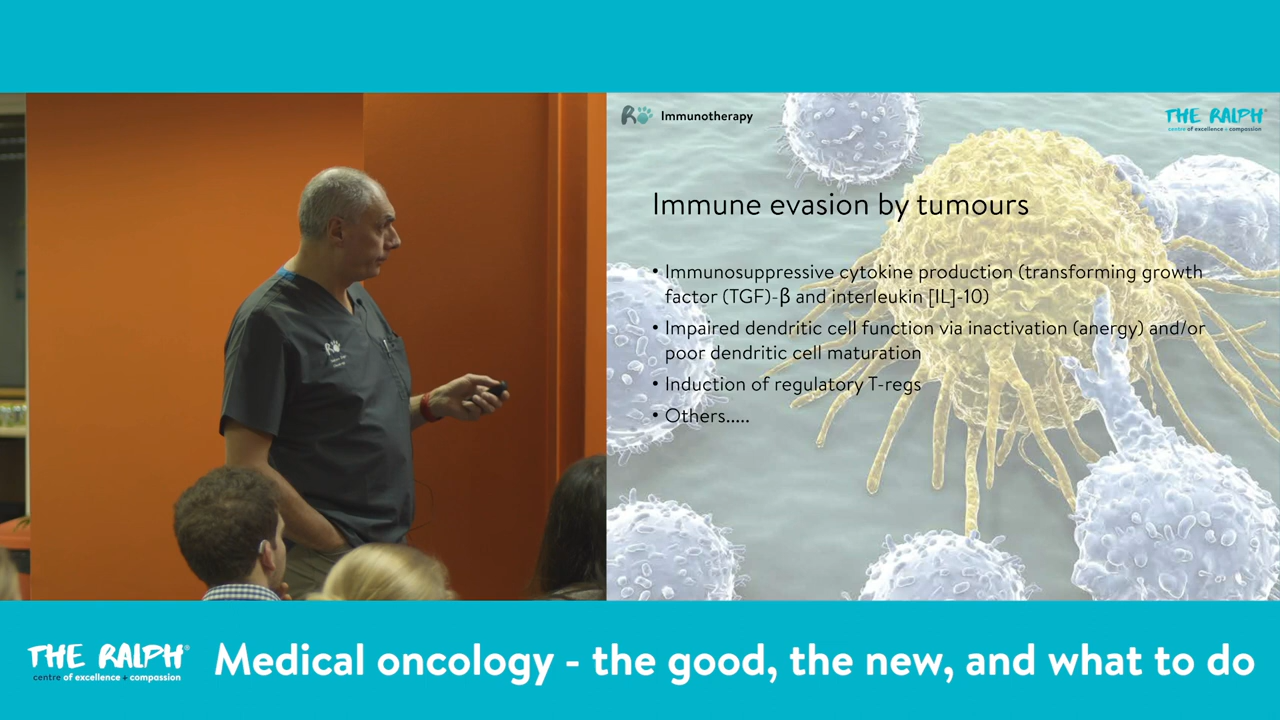 R
Immunotherapy
THE RALPH®
centre of excellence + compassion
Immune evasion by tumours
• Immunosuppressive cytokine production (transforming growth
factor (TGF)-β and interleukin [IL]-10)
• Impaired dendritic cell function via inactivation (anergy) and/or
poor dendritic cell maturation
• Induction of regulatory T-regs
• Others.....
THE RALPH®
centre of excellence + compassion
Medical oncology - the good, the new, and what to do